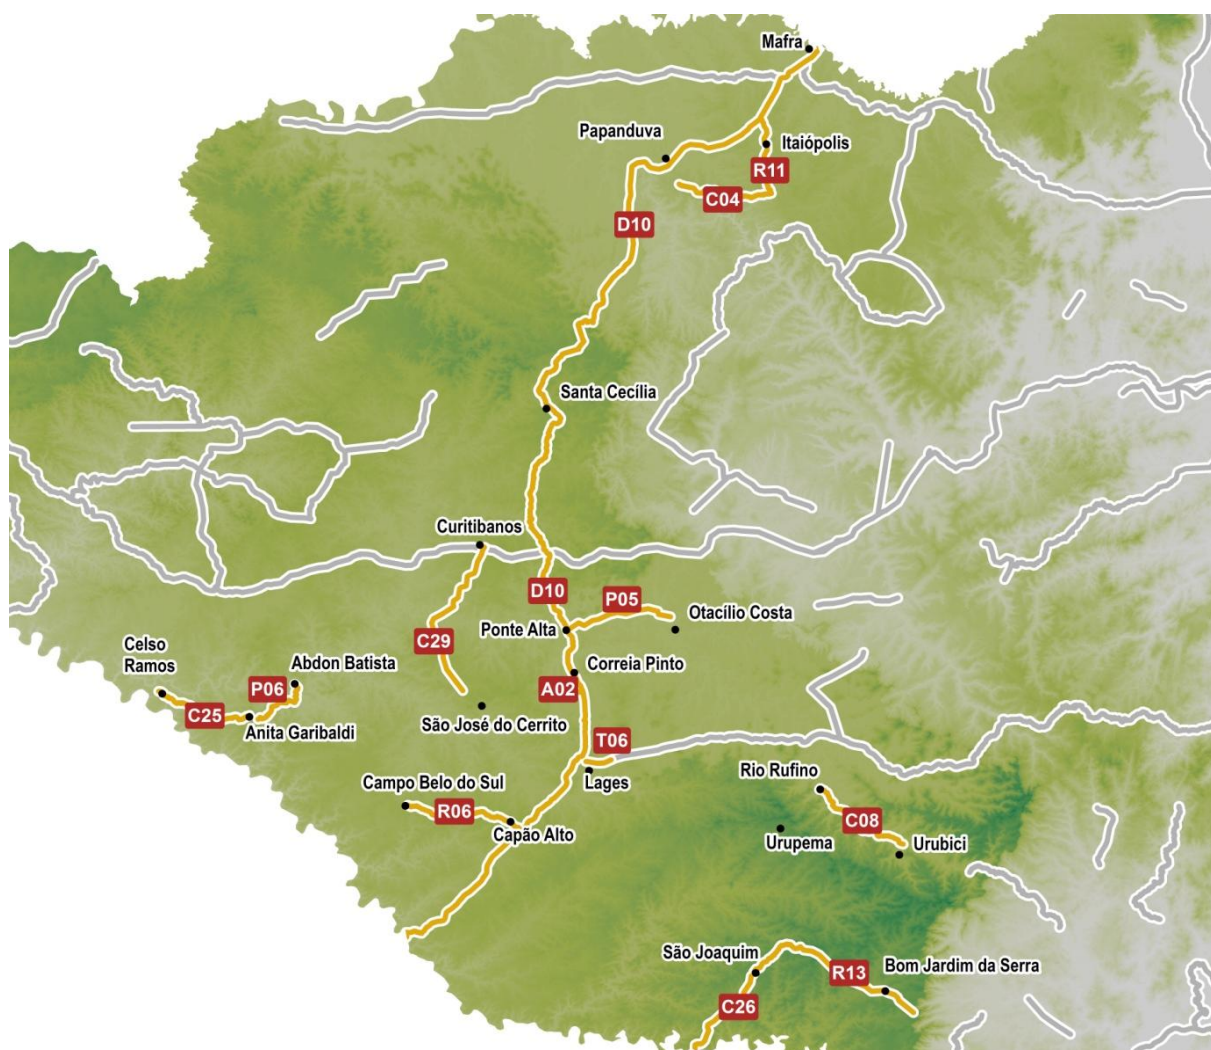 Mafra
Papanduva
Itaiópolis
R11
C04
D10
Santa Cecília
Curitibanos
D10
P05
Otacílio Costa
Ponte Alta
C29
Celso
Ramos
Abdon Batista
Correia Pinto
P06
A02
C25
São José do Cerrito
Anita Garibaldi
T06
Rio Rufino
Campo Belo do Sul
Lages
R06
C08
Capão Alto
Urupema
Urubici
São Joaquim
R13
Bom Jardim da Serra
C26